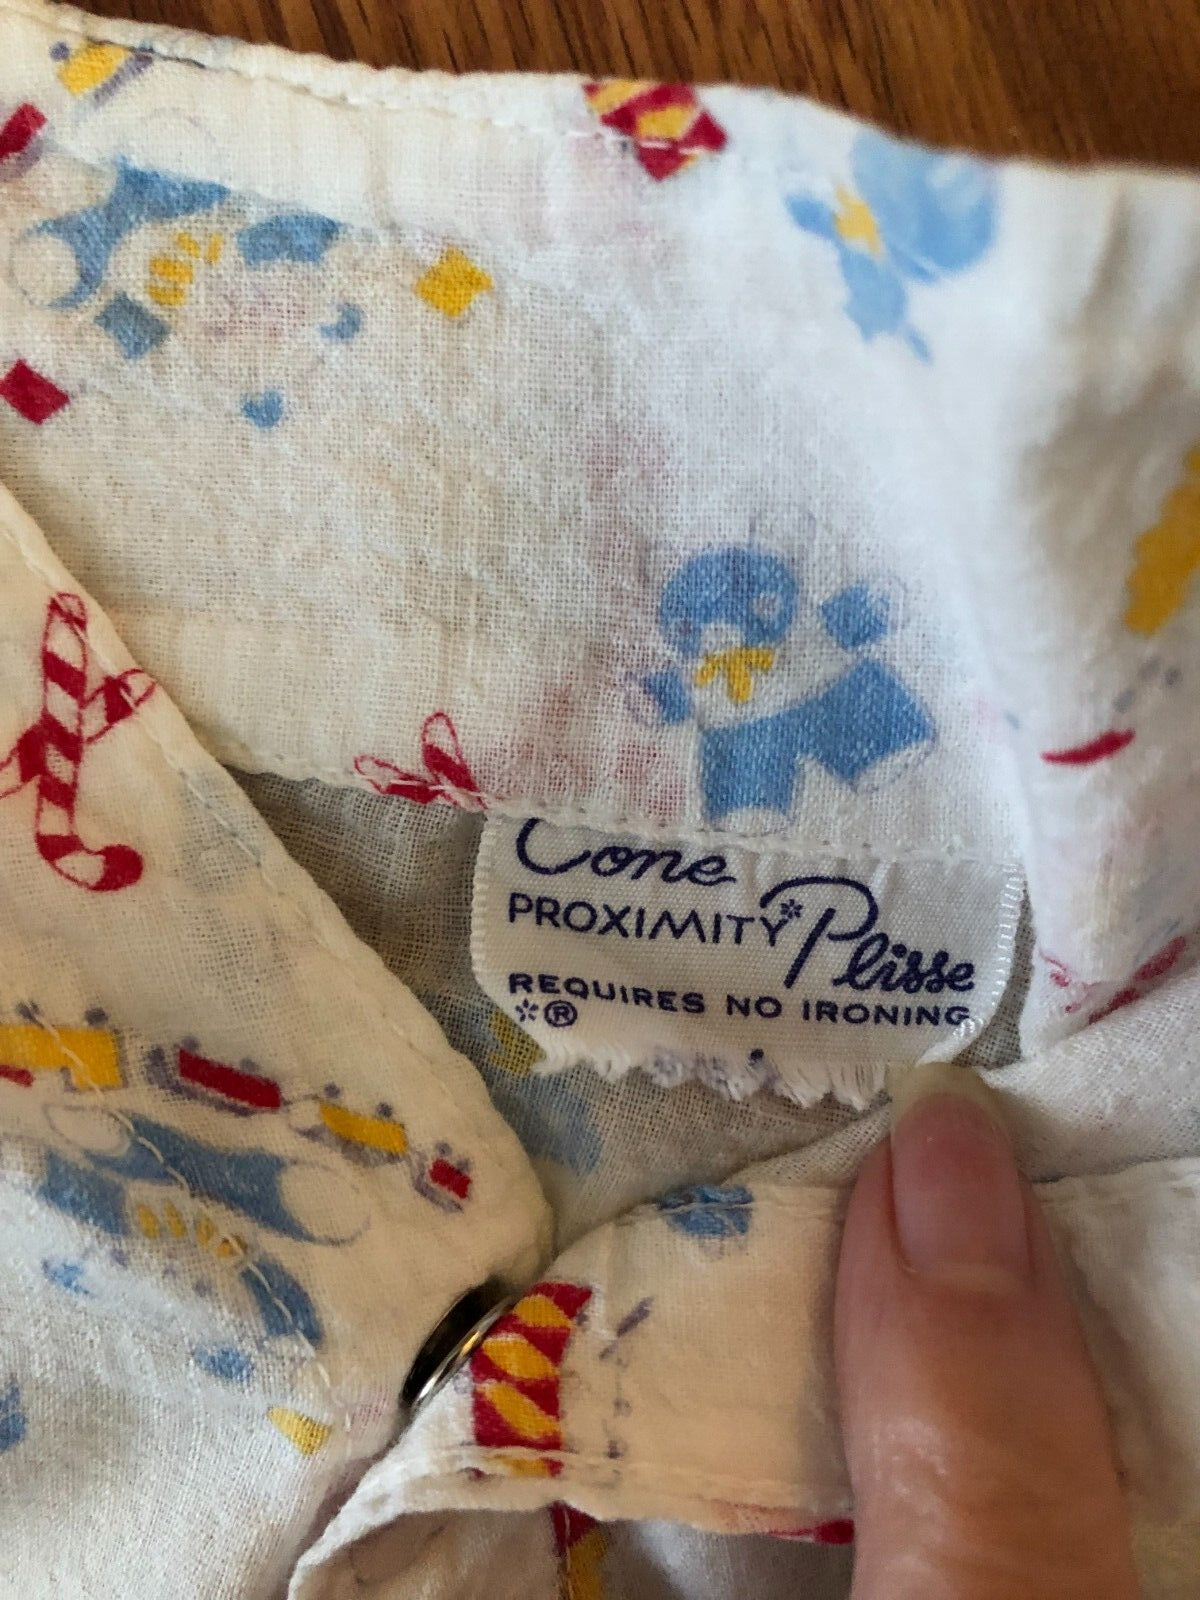 Cone
PROXIMITY* Plisse
REQUIRES NO IRONING
*®